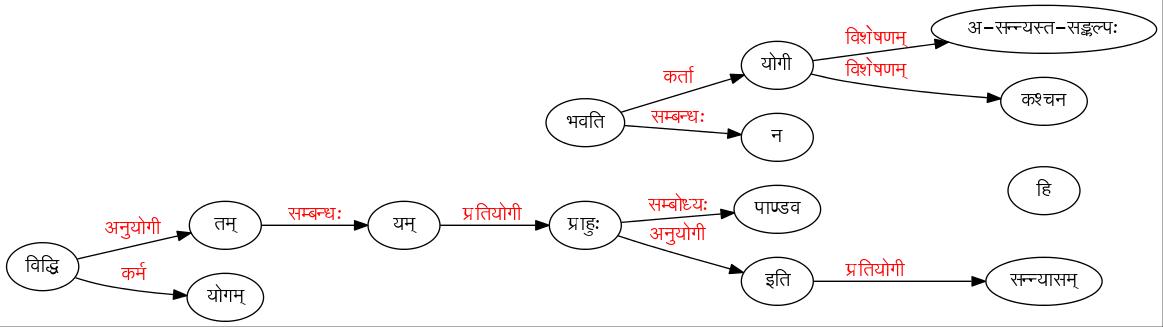 अ-सन्न्यस्त-सङ्कल्पः
विशेषणम्
योगी
विशेषणम्
कर्ता
कश्चन
भवति
सम्बन्धः
न
हि
सम्बोध्यः
पाण्डव
अनुयोगी
तम्
सम्बन्धः
यम्
प्रतियोगी
प्राहुः
अनुयोगी
विद्धि
कर्म
योगम्
इति
प्रतियोगी
सन्न्यासम्